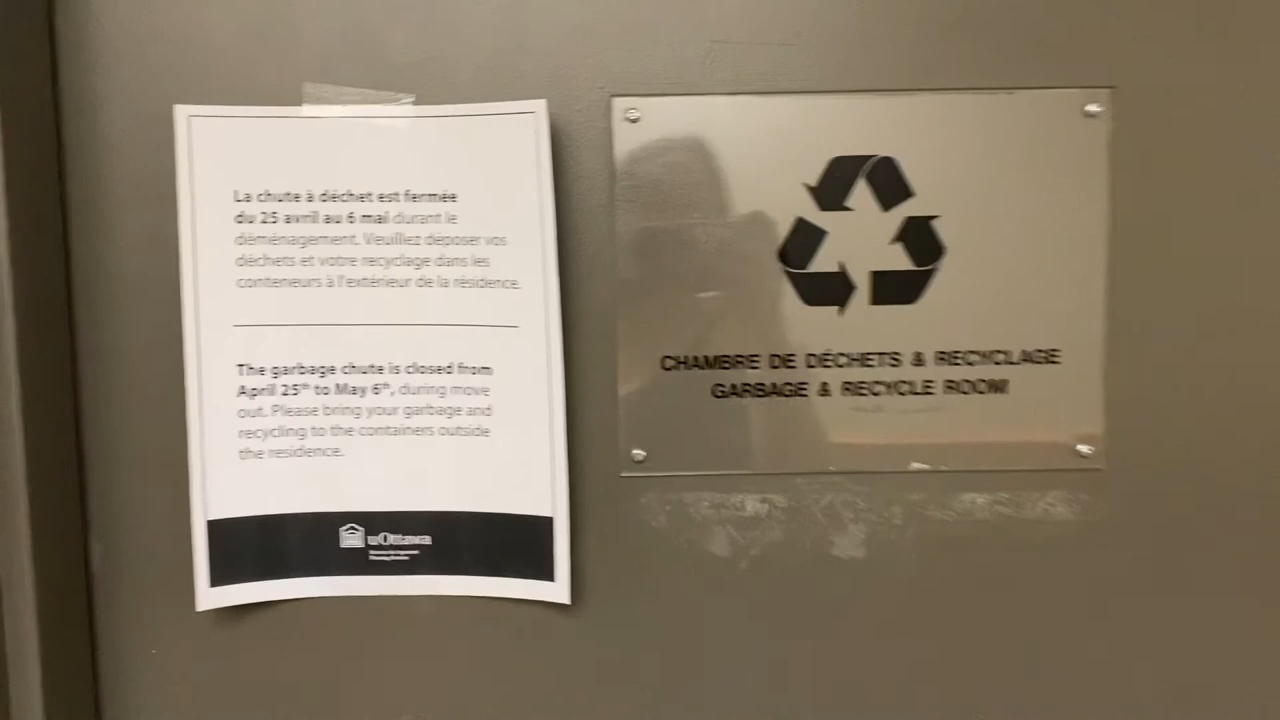 La chute à déchet est fermée
du 25 avril au 6 mai durant le
déménagement. Veuillez déposer vos
déchets et votre recyclage dans les
conteneurs à l'extérieur de la résidence.
The garbage chute is closed from
April 25th to May 6th, during move
out. Please bring your garbage and
recycling to the containers outside
the residence.
uOttawa
CHAMBRE DE DÉCHETS & RECYCLAGE
GARBAGE & RECYCLE ROOM